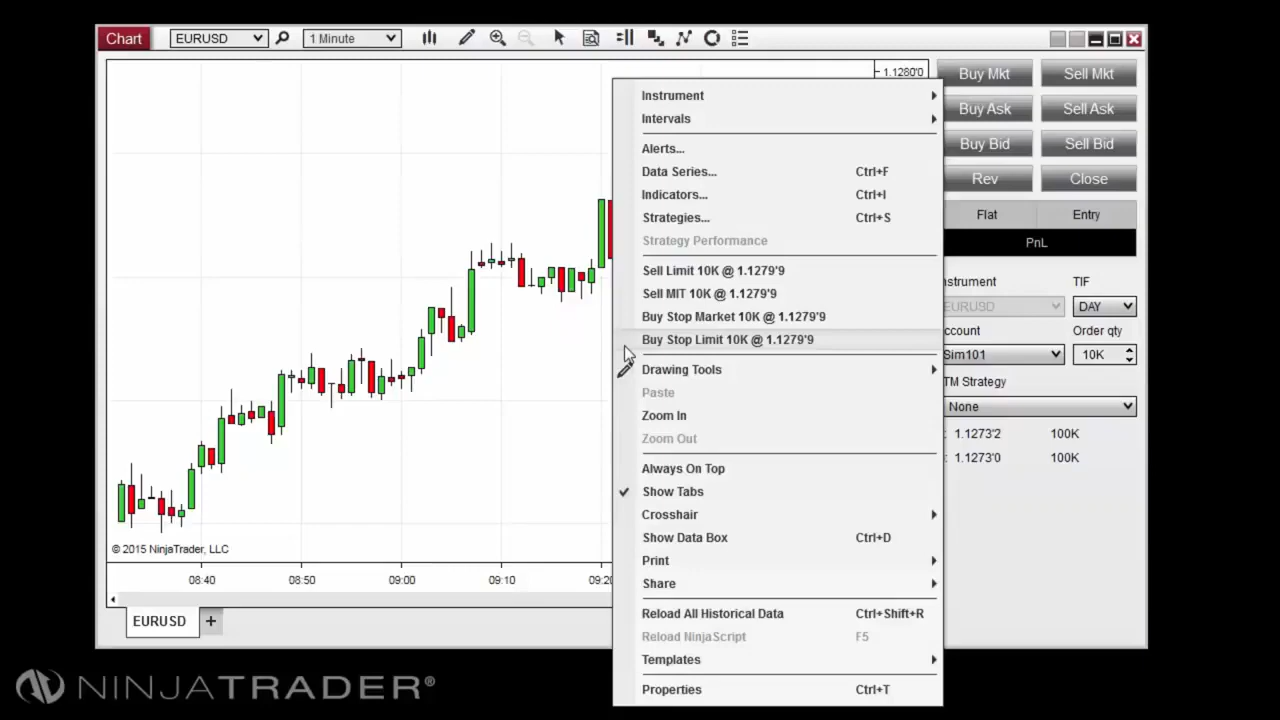 Chart EURUSD 1 Minute
1.1280'0
Buy Mkt Sell Mkt
Instrument
Buy Ask Sell Ask
Intervals
Buy Bid Sell Bid
Alerts...
Data Series... Ctrl+F
Rev Close
Indicators... Ctrl+I
Strategies... Ctrl+S
Flat Entry
Strategy Performance
PnL
Sell Limit 10K @ 1.1279'9
strument TIF
Sell MIT 10K @ 1.1279'9
EURUSD DAY
Buy Stop Market 10K @ 1.1279'9
ccount Order qty
Buy Stop Limit 10K @ 1.1279'9
Sim101 10K
Drawing Tools
TM Strategy
Paste
None
Zoom In
Zoom Out
: 1.1273'2 100K
: 1.1273'0 100K
Always On Top
Show Tabs
Crosshair
Show Data Box Ctrl+D
© 2015 NinjaTrader, LLC
Print
08:40 08:50 09:00 09:10 09:20
Share
Reload All Historical Data Ctrl+Shift+R
EURUSD +
Reload NinjaScript F5
Templates
Properties Ctrl+T
NINJATRADER®